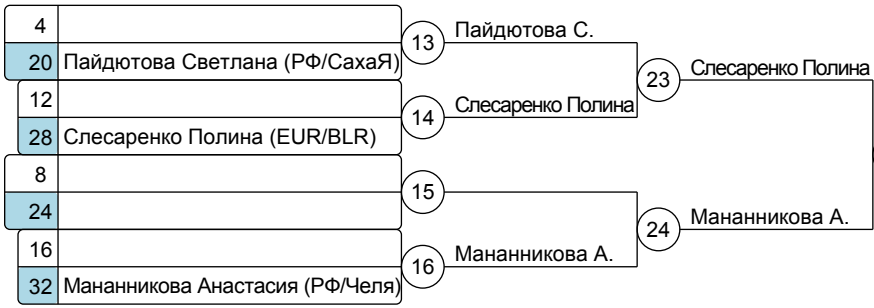 4
20 Пайдютова Светлана (РФ/СахаЯ)
12
28 Слесаренко Полина (EUR/BLR)
8
24
16
32 Мананникова Анастасия (РФ/Челя)
13
14
15
16
Пайдютова С.
Слесаренко Полина
Мананникова А.
23
24
Слесаренко Полина
Мананникова А.